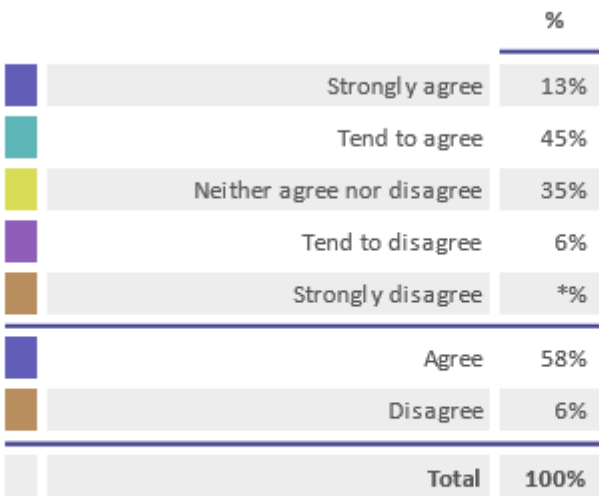 %
Strongly agree 13%
Tend to agree 45%
Neither agree nor disagree 35%
Tend to disagree 6%
Strongly disagree *%
Agree 58%
Disagree 6%
Total 100%